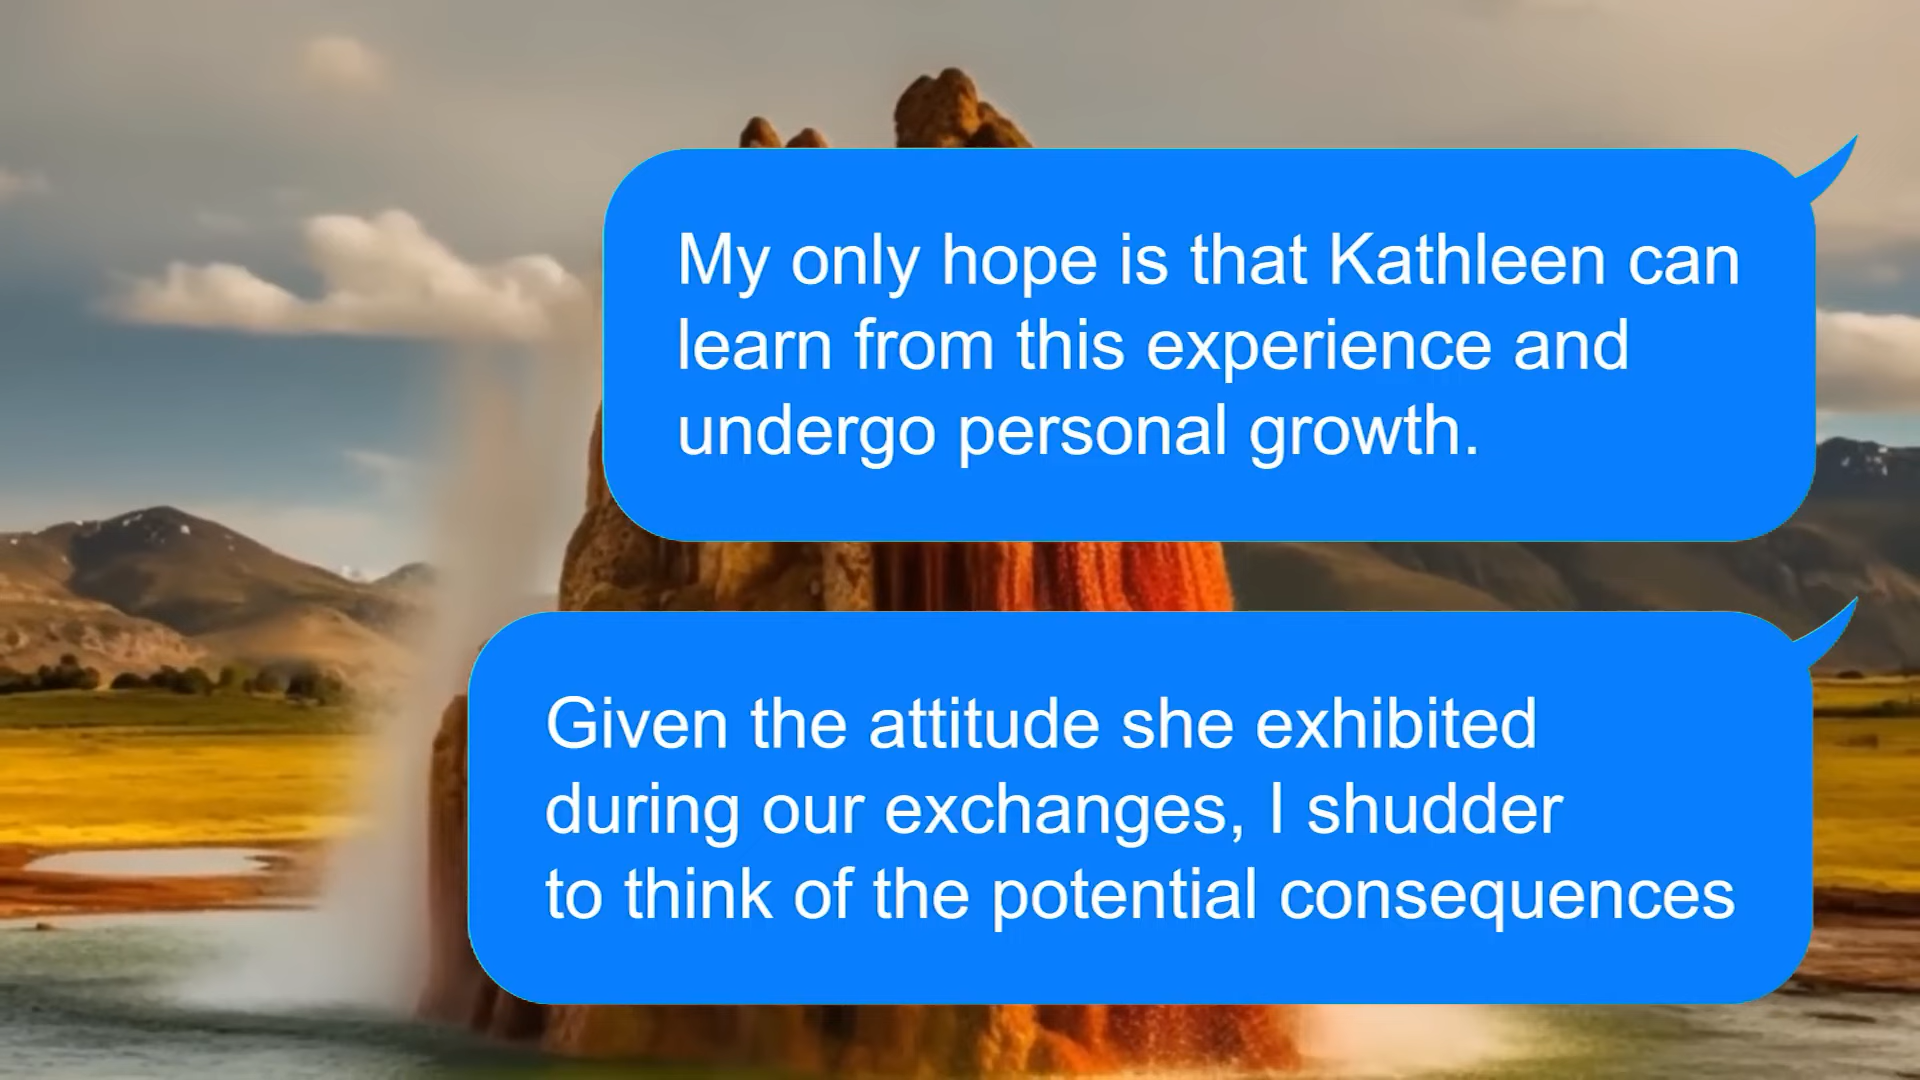 My only hope is that Kathleen can
learn from this experience and
undergo personal growth.
Given the attitude she exhibited
during our exchanges, I shudder
to think of the potential consequences